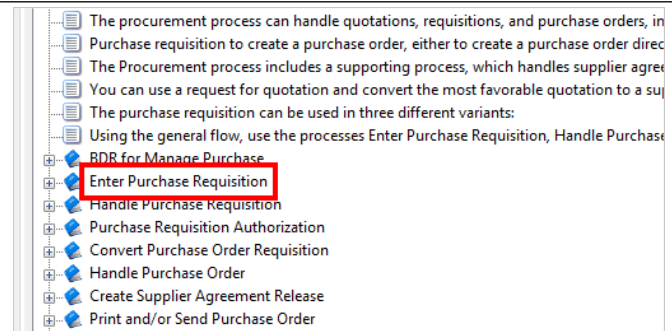 The procurement process can handle quotations, requisitions, and purchase orders, in
Purchase requisition to create a purchase order, either to create a purchase order direc
The Procurement process includes a supporting process, which handles supplier agree
You can use a request for quotation and convert the most favorable quotation to a su
The purchase requisition can be used in three different variants:
Using the general flow, use the processes Enter Purchase Requisition, Handle Purchase
BDR for Manage Purchase
Enter Purchase Requisition
Handle Purchase Requisition
Purchase Requisition Authorization
Convert Purchase Order Requisition
Handle Purchase Order
Create Supplier Agreement Release
Print and/or Send Purchase Order